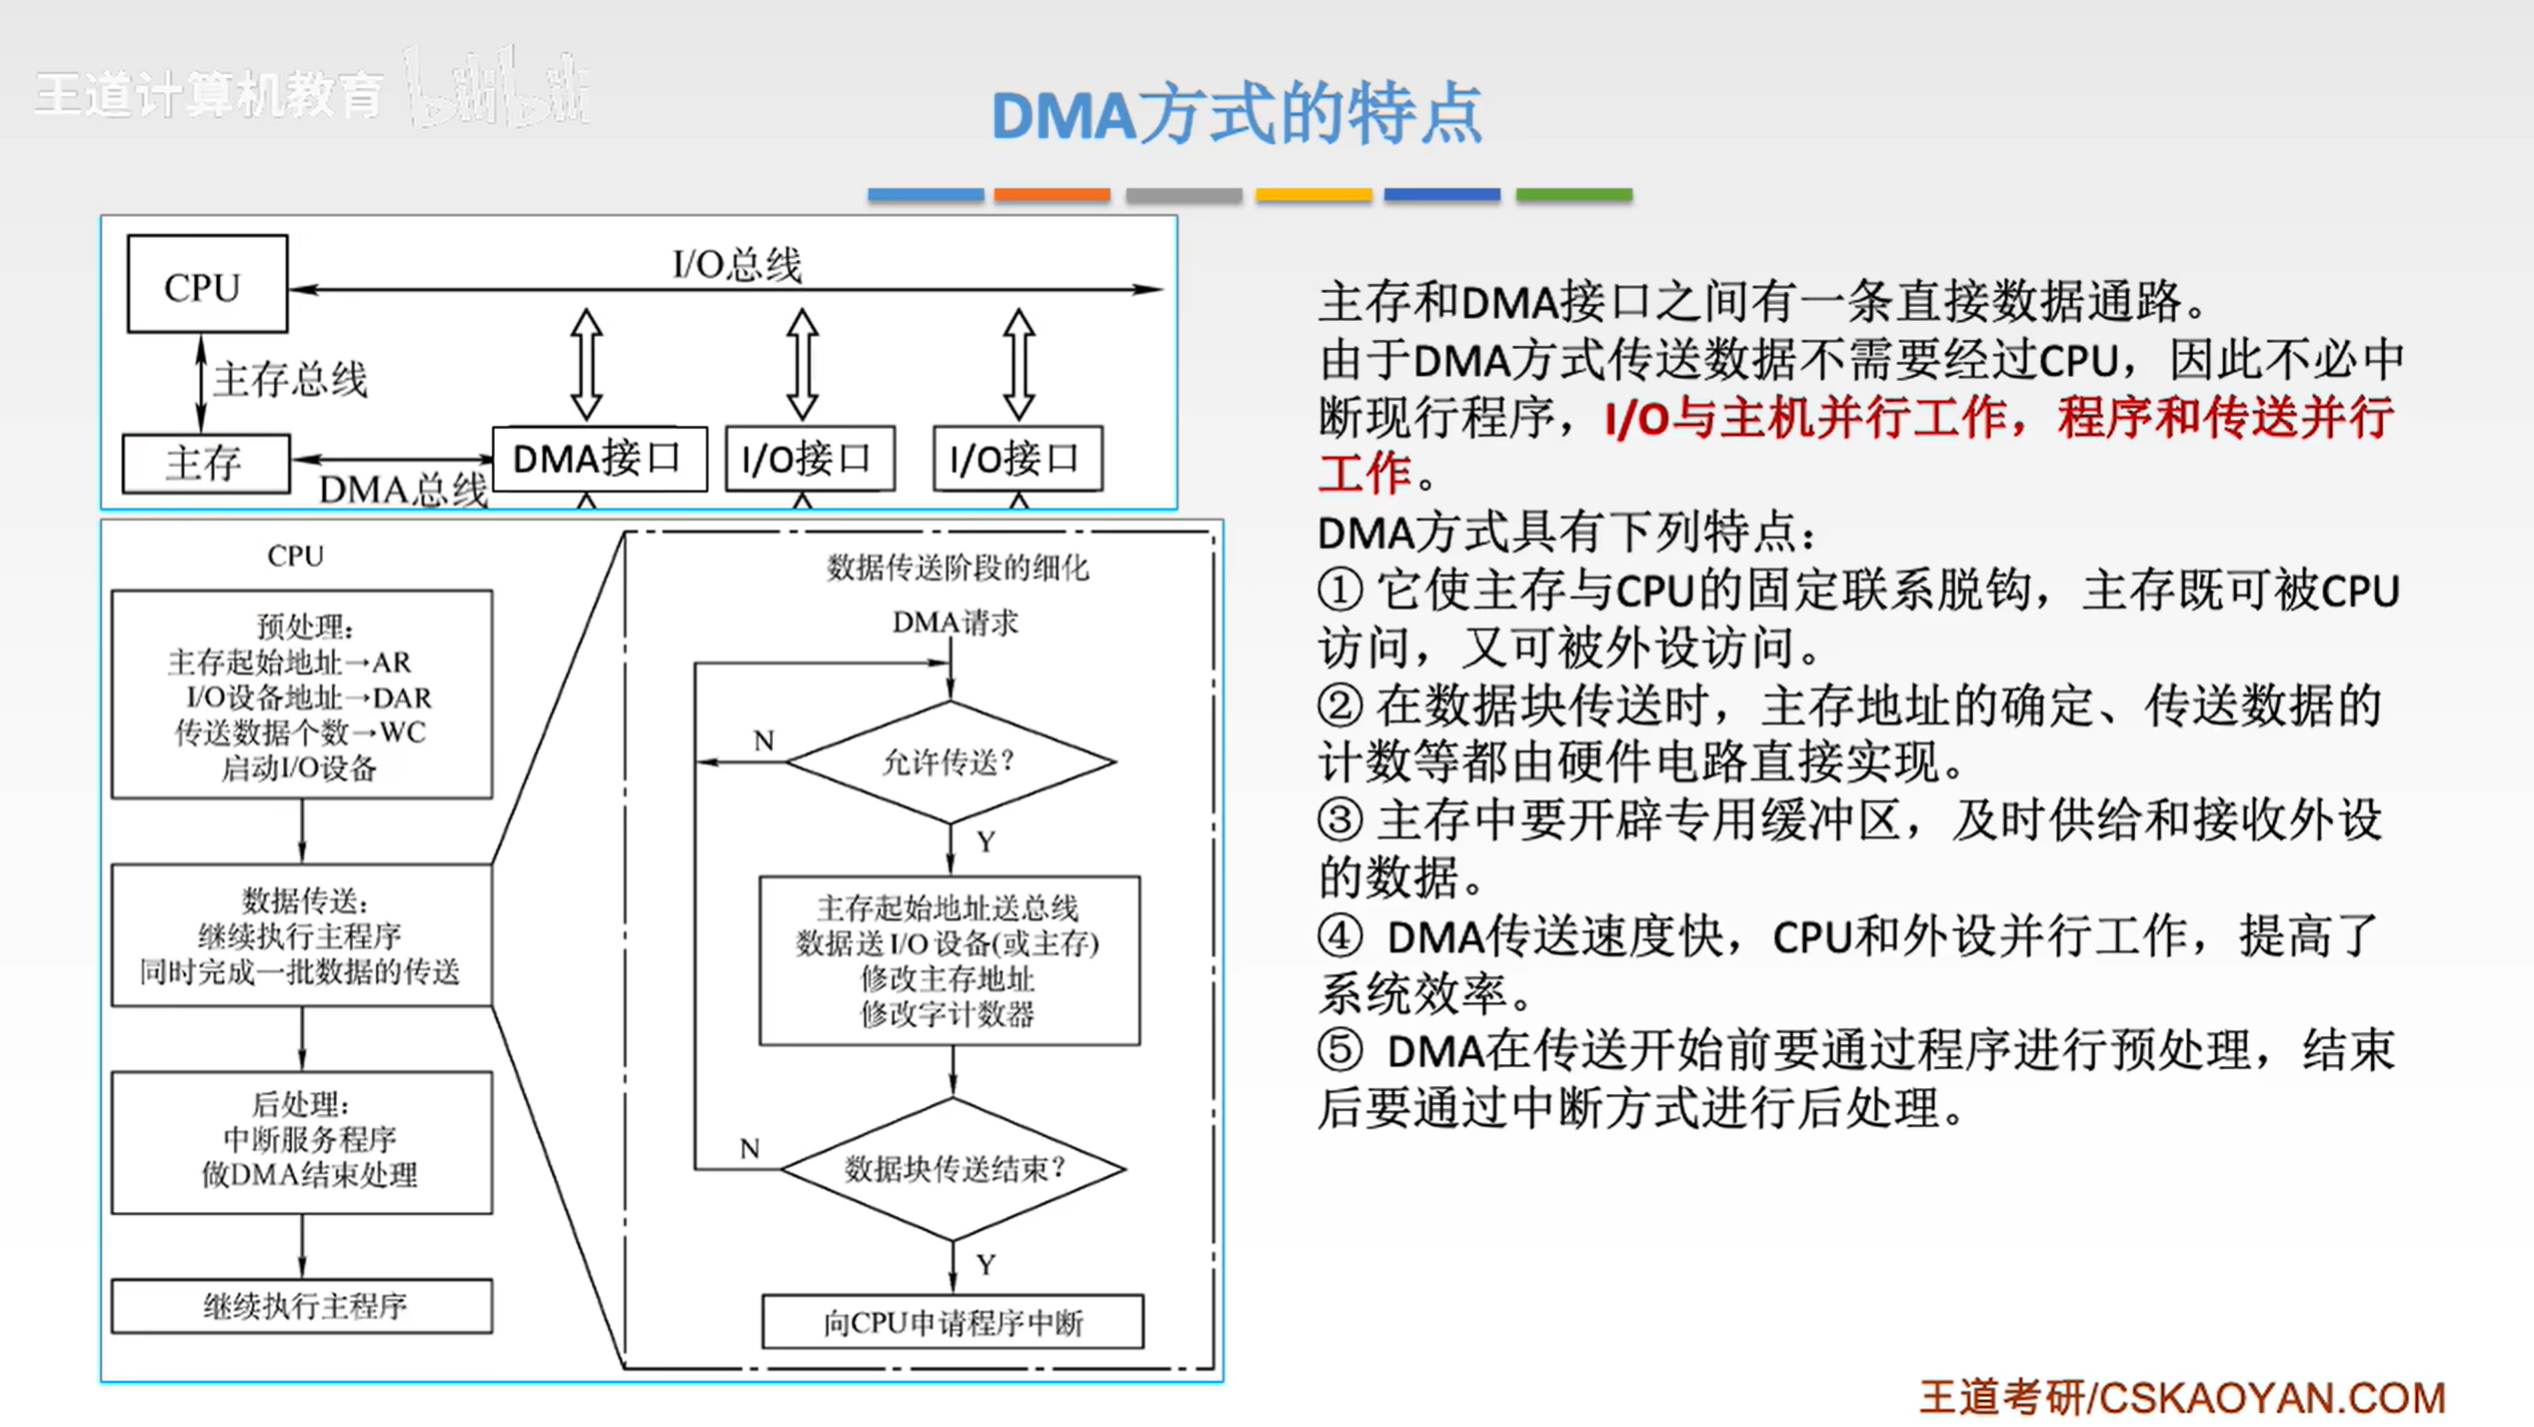 王道计算机教育 bilibili
DMA方式的特点
CPU
I/O总线
主存总线
主存
DMA总线
DMA接口
I/O接口
I/O接口
CPU
预处理：
主存起始地址→AR
I/O设备地址→DAR
传送数据个数→WC
启动I/O设备
数据传送：
继续执行主程序
同时完成一批数据的传送
后处理：
中断服务程序
做DMA结束处理
继续执行主程序
数据传送阶段的细化
DMA请求
允许传送？
N
Y
主存起始地址送总线
数据送I/O设备(或主存)
修改主存地址
修改字计数器
数据块传送结束？
N
Y
向CPU申请程序中断
主存和DMA接口之间有一条直接数据通路。
由于DMA方式传送数据不需要经过CPU，因此不必中
断现行程序，I/O与主机并行工作，程序和传送并行
工作。
DMA方式具有下列特点：
① 它使主存与CPU的固定联系脱钩，主存既可被CPU
访问，又可被外设访问。
② 在数据块传送时，主存地址的确定、传送数据的
计数等都由硬件电路直接实现。
③ 主存中要开辟专用缓冲区，及时供给和接收外设
的数据。
④ DMA传送速度快，CPU和外设并行工作，提高了
系统效率。
⑤ DMA在传送开始前要通过程序进行预处理，结束
后要通过中断方式进行后处理。
王道考研/CSKAOYAN.COM